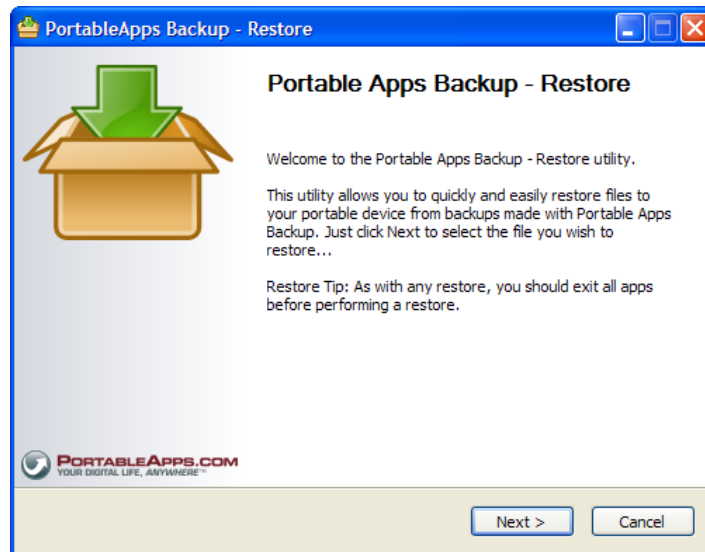 PortableApps Backup - Restore
Portable Apps Backup - Restore
Welcome to the Portable Apps Backup - Restore utility.
This utility allows you to quickly and easily restore files to
your portable device from backups made with Portable Apps
Backup. Just click Next to select the file you wish to
restore...
Restore Tip: As with any restore, you should exit all apps
before performing a restore.
PORTABLEAPPS.COM
YOUR DIGITAL LIFE, ANYWHERE™
Next >
Cancel